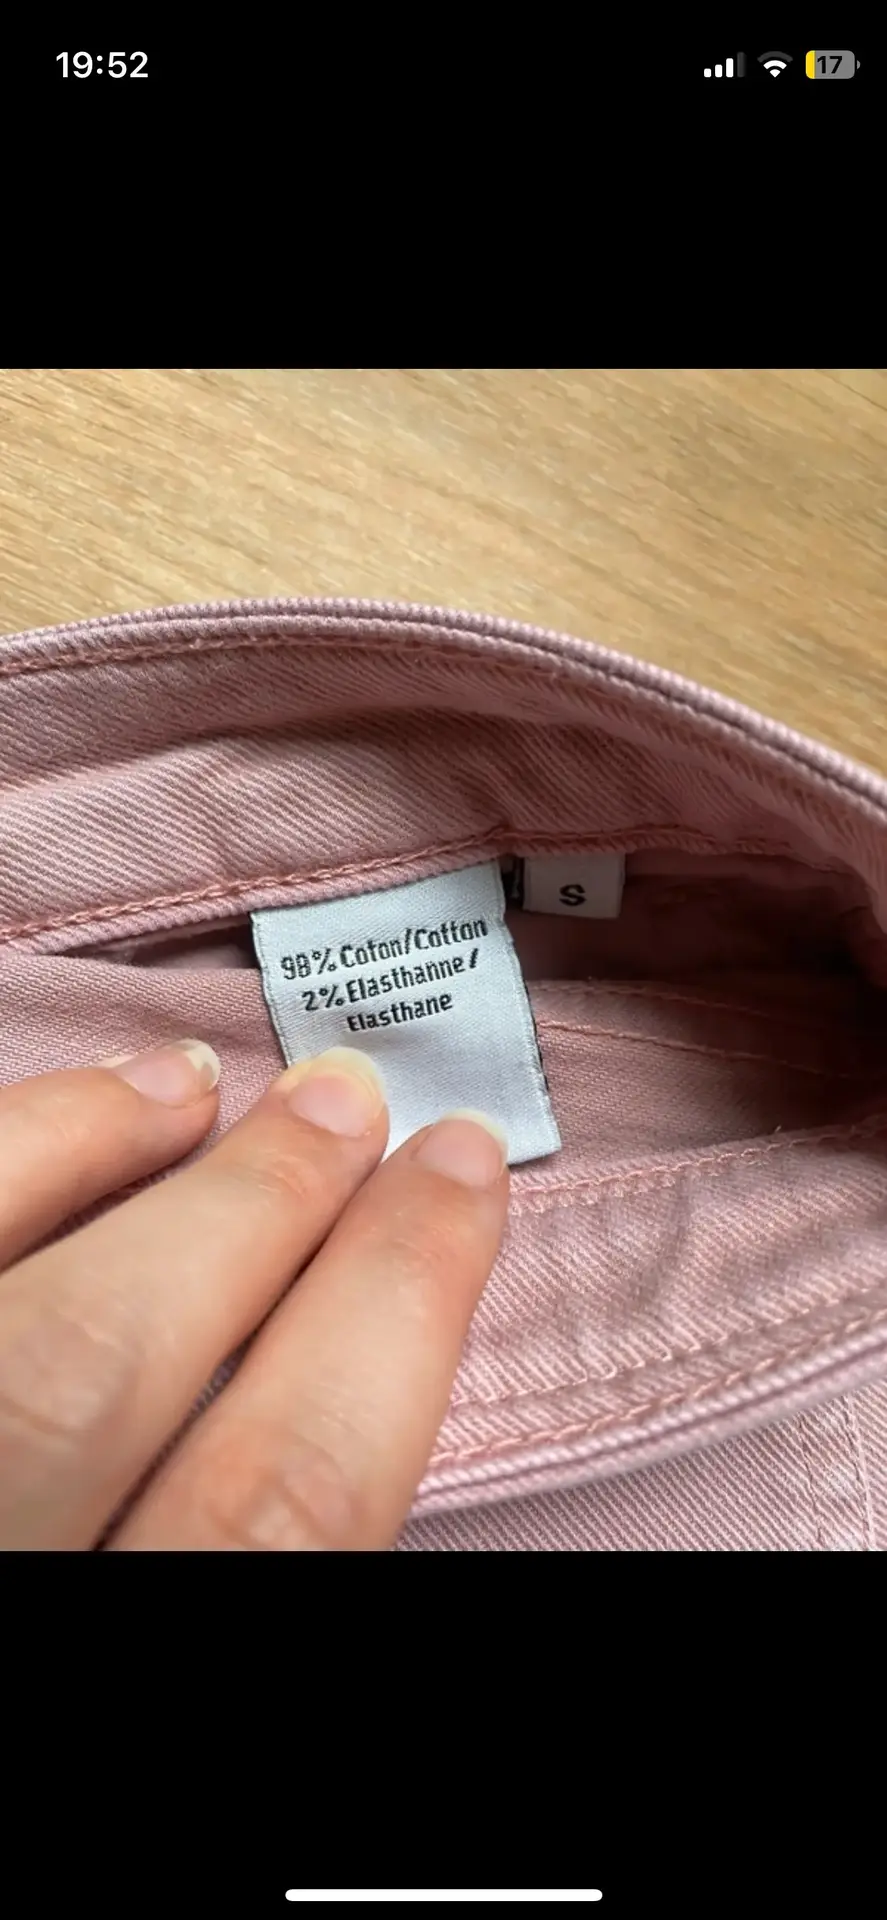 19:52
17
S
98% Coton/Cotton
2% Elasthanne/
Elasthane